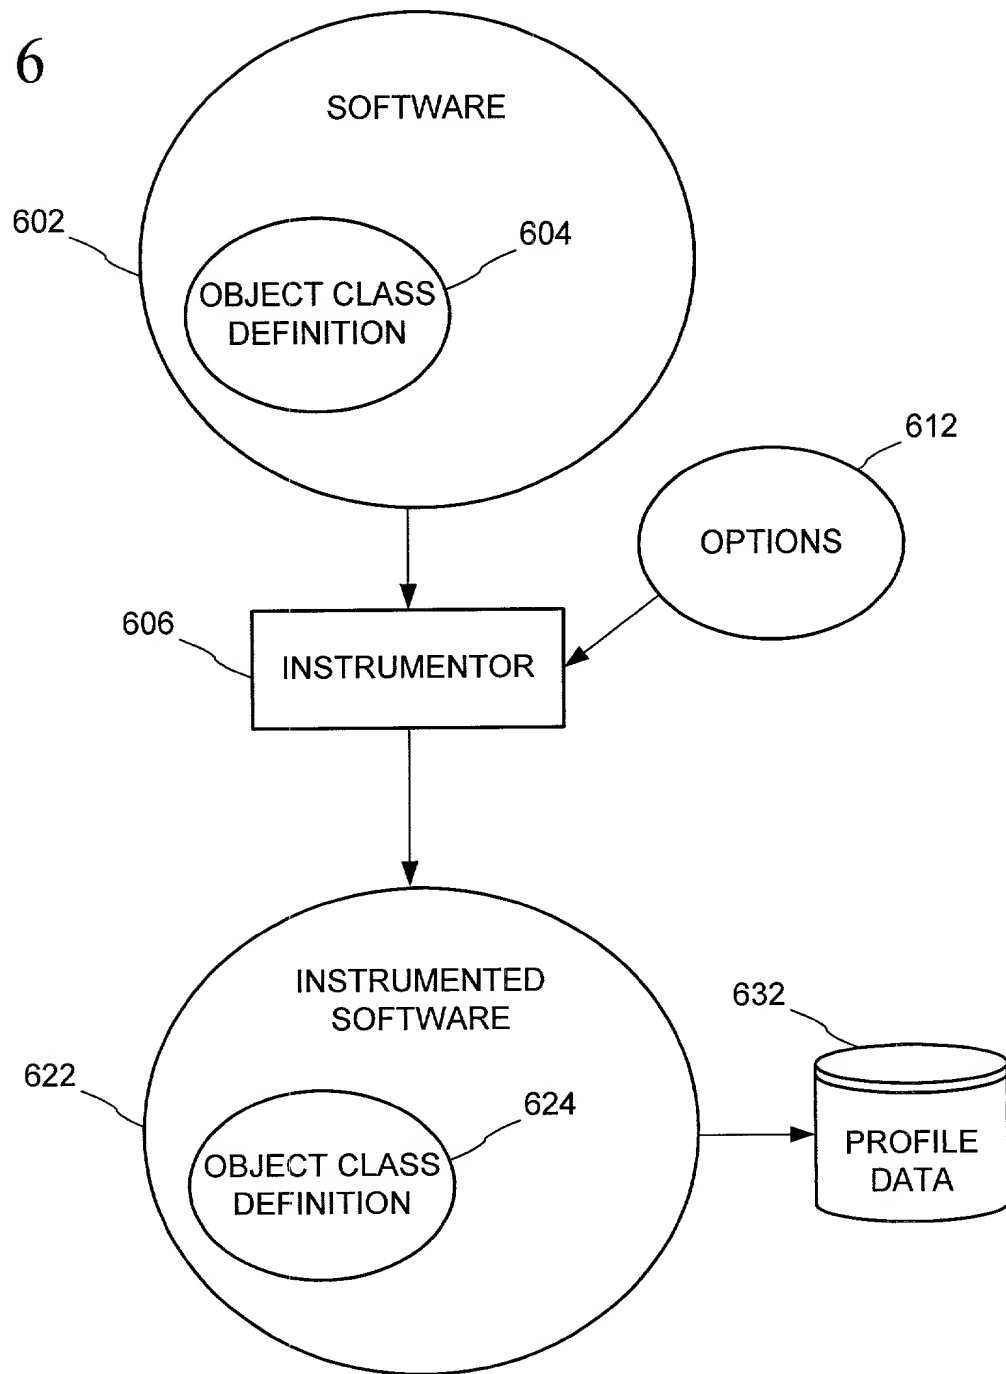 6
SOFTWARE
602
604
OBJECT CLASS
DEFINITION
612
OPTIONS
606
INSTRUMENTOR
INSTRUMENTED
SOFTWARE
632
622
624
OBJECT CLASS
DEFINITION
PROFILE
DATA